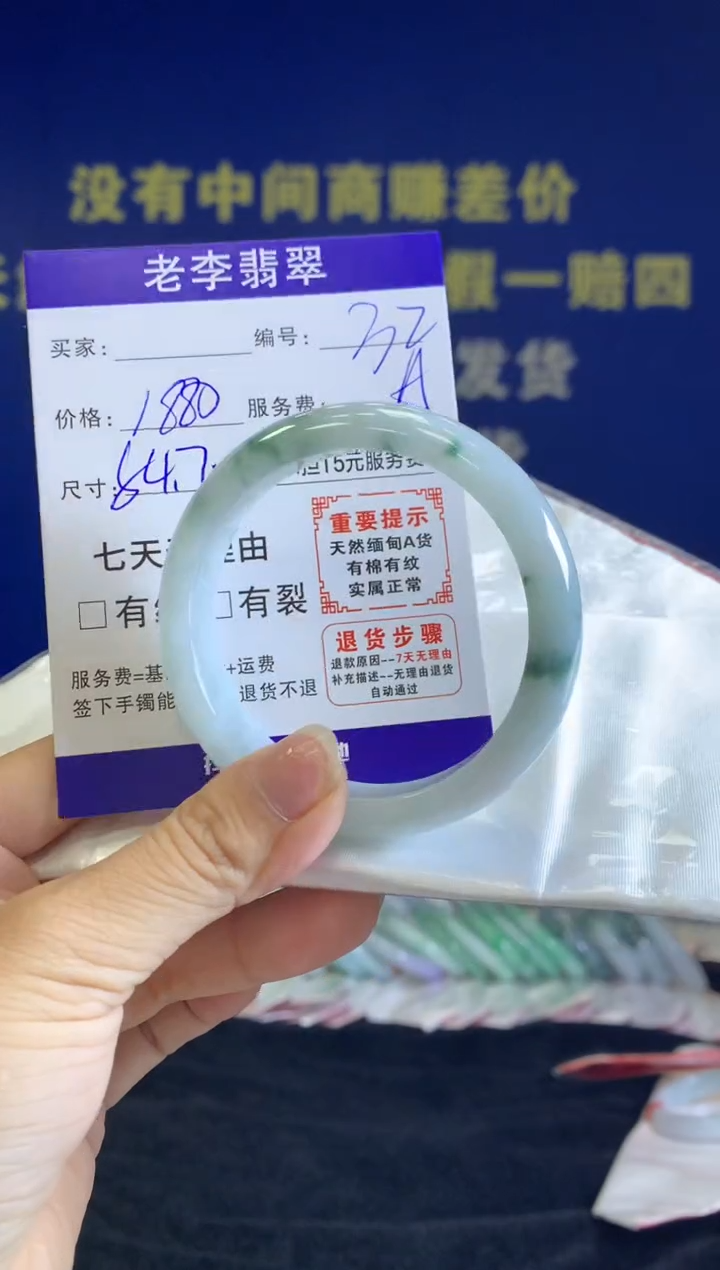 没有中间商赚差价
假一赔四
发货
老李翡翠
买家：
编号：
32
A
价格：1880
服务费：
尺寸：
15元服务费
七天
由
□有
有裂
重要提示
天然缅甸A货
有棉有纹
实属正常
退货步骤
退款原因--7天无理由
补充描述--无理由退货
自动通过
服务费=基
+运费
签下手镯能
退货不退